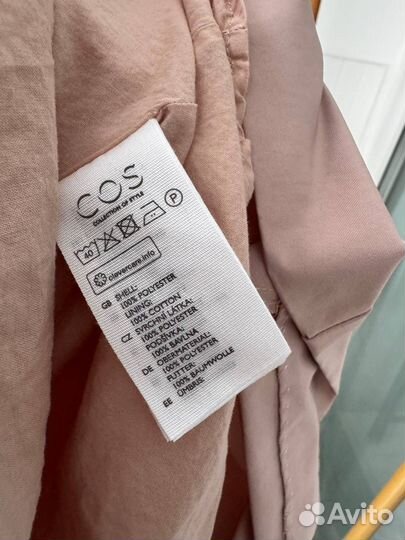 COS
COLLECTION OF STYLE
40
P
clevercare.info
GB SHELL:
100% POLYESTER
LINING:
100% COTTON
CZ SVRCHNÍ LÁTKA:
100% POLYESTER
PODŠÍVKA:
100% BAVLNA
DE OBERMATERIAL:
100% POLYESTER
FUTTER:
100% BAUMWOLLE
EE ÜMBRIS:
Avito